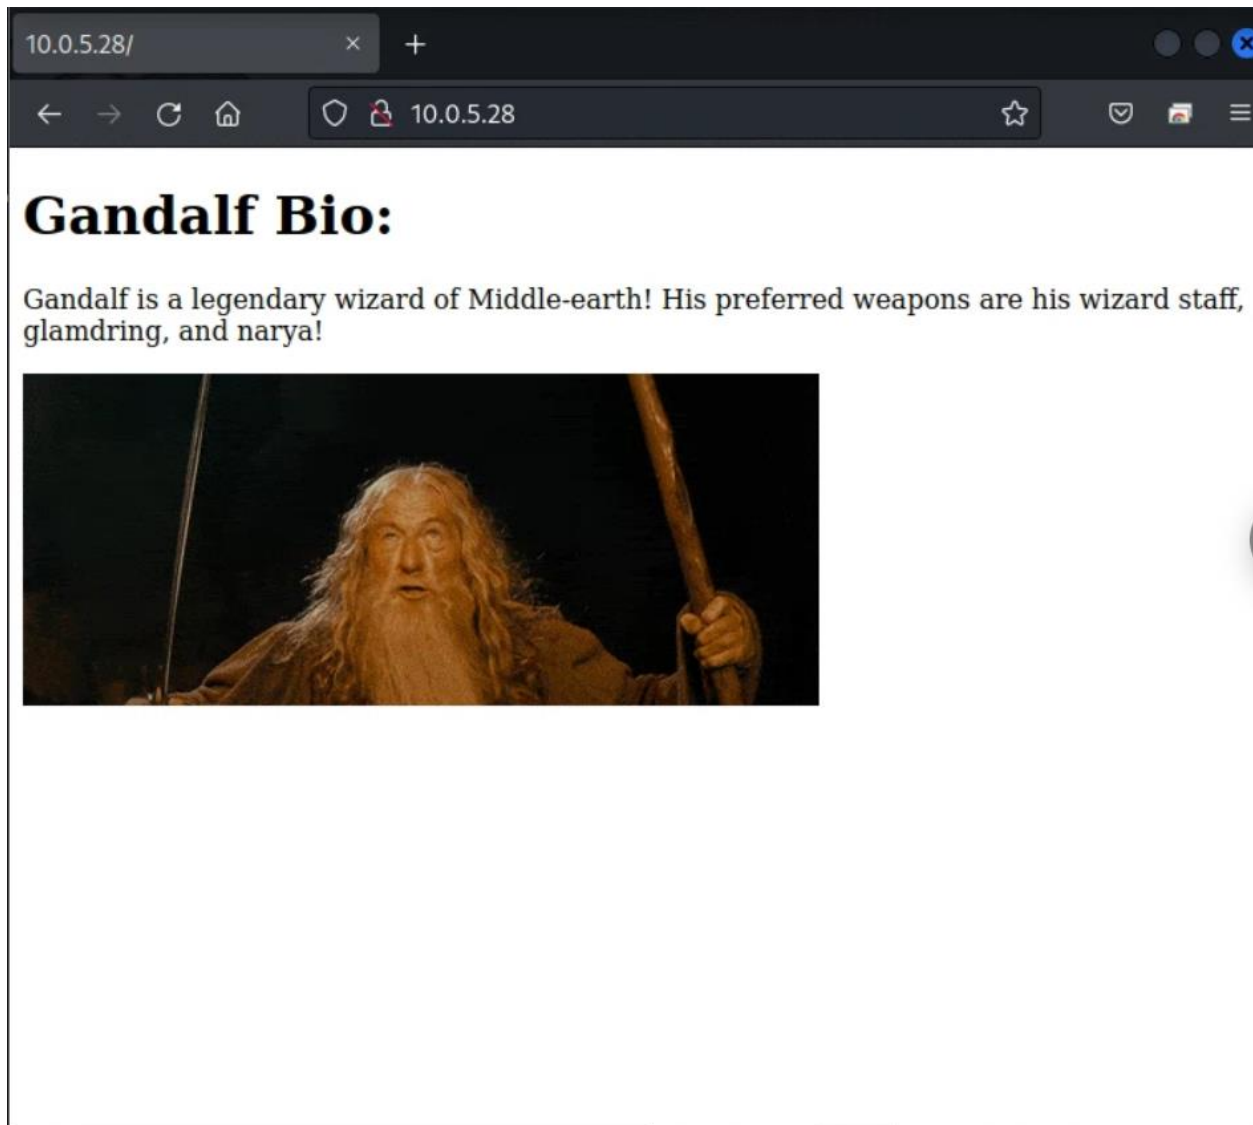 10.0.5.28/
10.0.5.28
Gandalf Bio:
Gandalf is a legendary wizard of Middle-earth! His preferred weapons are his wizard staff,
glamdring, and narya!